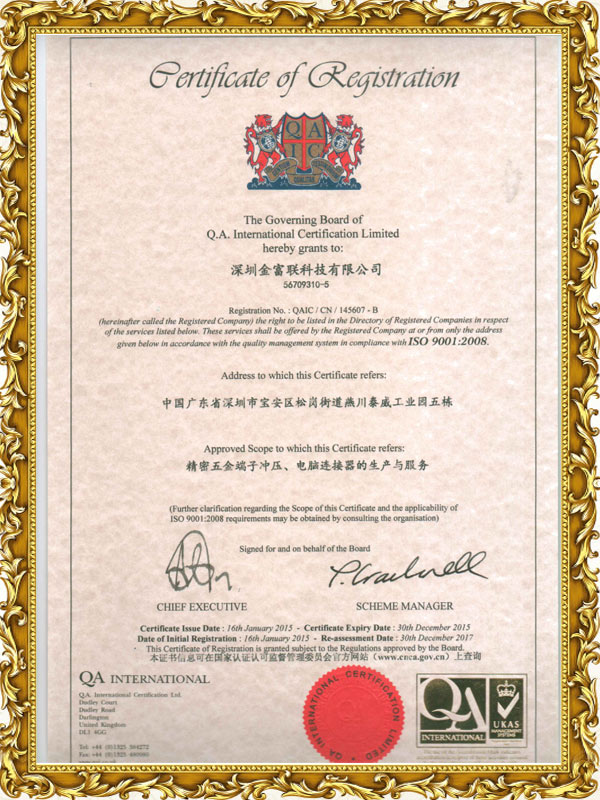 Certificate of Registration
QA
IC
The Governing Board of
Q.A. International Certification Limited
hereby grants to:
深圳金富联科技有限公司
56709310-5
Registration No. : QAIC / CN / 145607 - B
(hereinafter called the Registered Company) the right to be listed in the Directory of Registered Companies in respect
of the services listed below. These services shall be offered by the Registered Company at or from only the address
given below in accordance with the quality management system in compliance with ISO 9001:2008.
Address to which this Certificate refers:
中国广东省深圳市宝安区松岗街道燕川泰威工业园五栋
Approved Scope to which this Certificate refers:
精密五金端子冲压、电脑连接器的生产与服务
(Further clarification regarding the Scope of this Certificate and the applicability of
ISO 9001:2008 requirements may be obtained by consulting the organisation)
Signed for and on behalf of the Board
CHIEF EXECUTIVE
SCHEME MANAGER
Certificate Issue Date : 16th January 2015 - Certificate Expiry Date : 30th December 2015
Date of Initial Registration : 16th January 2015 - Re-assessment Date : 30th December 2017
This Certificate of Registration is granted subject to the Regulations approved by the Board.
本证书信息可在国家认证认可监督管理委员会官方网站（www.cnca.gov.cn）上查询
QA INTERNATIONAL
Q.A. International Certification Ltd.
Dudley Court
Dudley Road
Darlington
United Kingdom
DL1 4GG
QA INTERNATIONAL CERTIFICATION LIMITED
QA
INTERNATIONAL
UKAS
MANAGEMENT
SYSTEMS